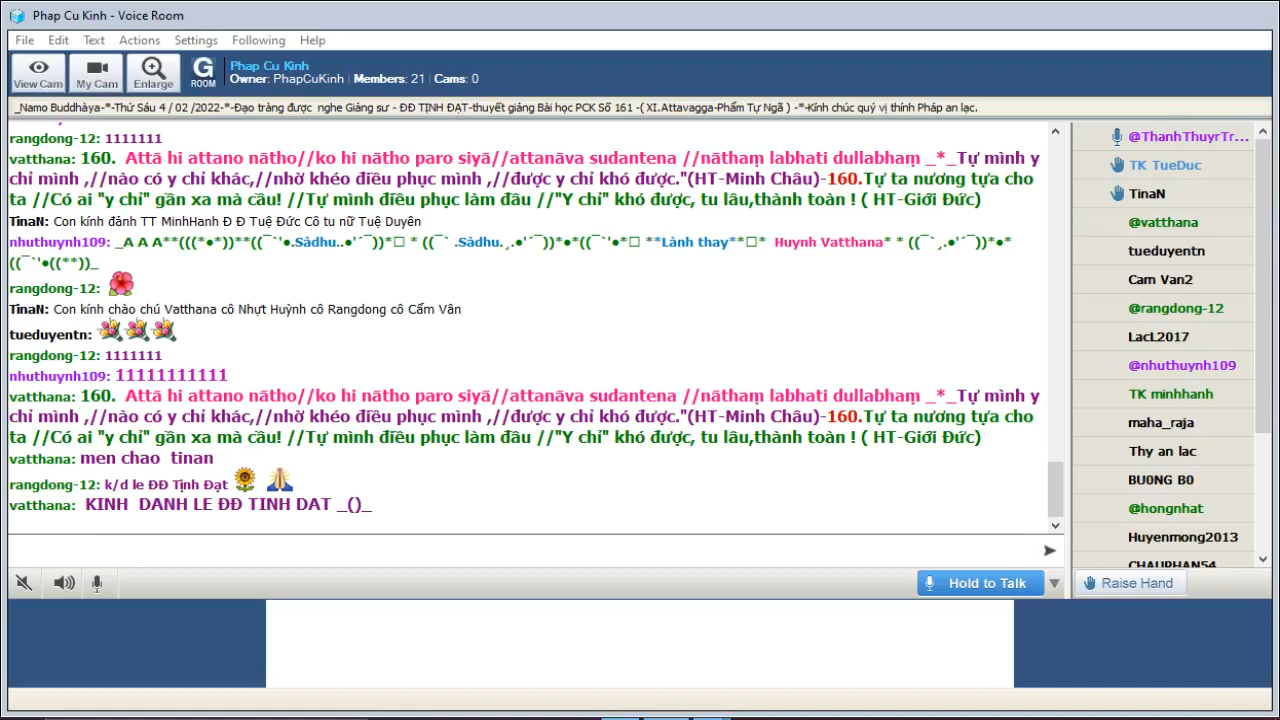 Phap Cu Kinh - Voice Room
File Edit Text Actions Settings Following Help
View Cam
My Cam
Enlarge
G
ROOM
Phap Cu Kinh
Owner: PhapCuKinh Members: 21 Cams: 0
_Namo Buddhàya-*-Thứ Sáu 4 / 02 /2022-*-Đạo tràng được nghe Giảng sư - ĐĐ TỊNH ĐẠT-thuyết giảng Bài học PCK Số 161 -( XI.Attavagga-Phẩm Tự Ngã ) -*-Kính chúc quý vị thính Pháp an lạc.
rangdong-12: 1111111
vatthana: 160. Attā hi attano nātho//ko hi nātho paro siyā//attanāva sudantena //nāthaṃ labhati dullabhaṃ _*_Tự mình y
chỉ mình ,//nào có y chỉ khác,//nhờ khéo điều phục mình ,//được y chỉ khó được."(HT-Minh Châu)-160.Tự ta nương tựa cho
ta //Có ai "y chỉ" gần xa mà cầu! //Tự mình điều phục làm đầu //"Y chỉ" khó được, tu lâu,thành toàn ! ( HT-Giới Đức)
TinaN: Con kính đảnh TT MinhHanh Đ Đ Tuệ Đức Cô tu nữ Tuệ Duyên
nhuthuynh109: _A A A**(((*●*))**((¯`'●.Sàdhu..●'´¯))*□ * ((¯` .Sàdhu.¸.●'´¯))*●*((¯`'●*□ **Lành thay**□* Huynh Vatthana* * ((¯`¸.●'´¯))*●*
((¯`'●((**))_
rangdong-12:
TinaN: Con kính chào chú Vatthana cô Nhựt Huỳnh cô Rangdong cô Cẩm Vân
tueduyentn:
rangdong-12: 1111111
nhuthuynh109: 11111111111
vatthana: 160. Attā hi attano nātho//ko hi nātho paro siyā//attanāva sudantena //nāthaṃ labhati dullabhaṃ _*_Tự mình y
chỉ mình ,//nào có y chỉ khác,//nhờ khéo điều phục mình ,//được y chỉ khó được."(HT-Minh Châu)-160.Tự ta nương tựa cho
ta //Có ai "y chỉ" gần xa mà cầu! //Tự mình điều phục làm đầu //"Y chỉ" khó được, tu lâu,thành toàn ! ( HT-Giới Đức)
vatthana: men chao tinan
rangdong-12: k/d le ĐĐ Tịnh Đạt
vatthana: KINH DANH LE ĐĐ TINH DAT _()_
Hold to Talk
@ThanhThuyrTr...
TK TueDuc
TinaN
@vatthana
tueduyentn
Cam Van2
@rangdong-12
LacL2017
@nhuthuynh109
TK minhhanh
maha_raja
Thy an lac
BU0NG B0
@hongnhat
Huyenmong2013
CHAUPHAN54
Raise Hand